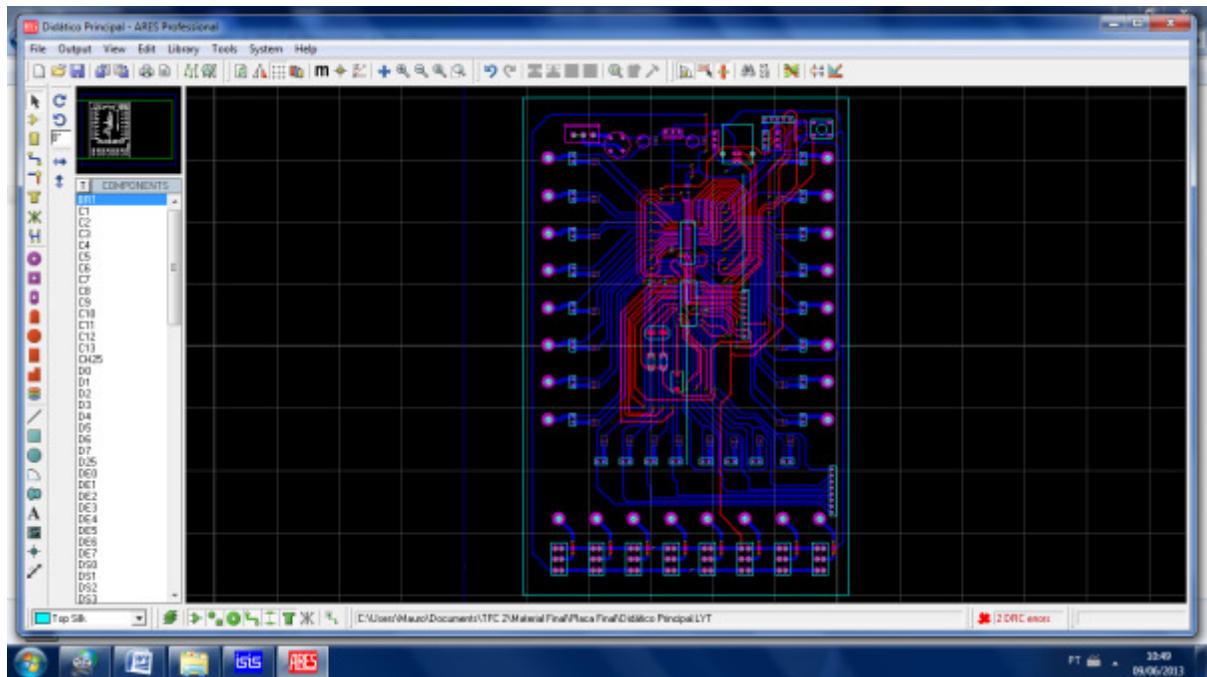 ARES Didático Principal - ARES Professional
File Output View Edit Library Tools System Help
T COMPONENTS
BR1
C1
C2
C3
C4
C5
C6
C7
C8
C9
C10
C11
C12
C13
CH25
D0
D1
D2
D3
D4
D5
D6
D7
D25
DE0
DE1
DE2
DE3
DE4
DE5
DE6
DE7
DS0
DS1
DS2
DS3
Top Silk
C:\Users\Mauro\Documents\TFC 2\Material Final\Placa Final\Didático Principal.LYT
2 DRC errors
isis ARES
PT 10:49
09/06/2013